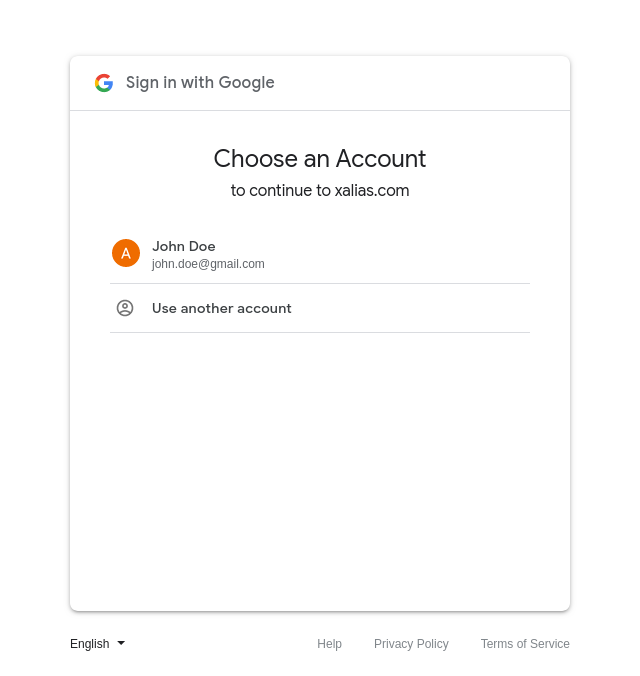 Sign in with Google
Choose an Account
to continue to xalias.com
A
John Doe
john.doe@gmail.com
Use another account
English
Help
Privacy Policy
Terms of Service